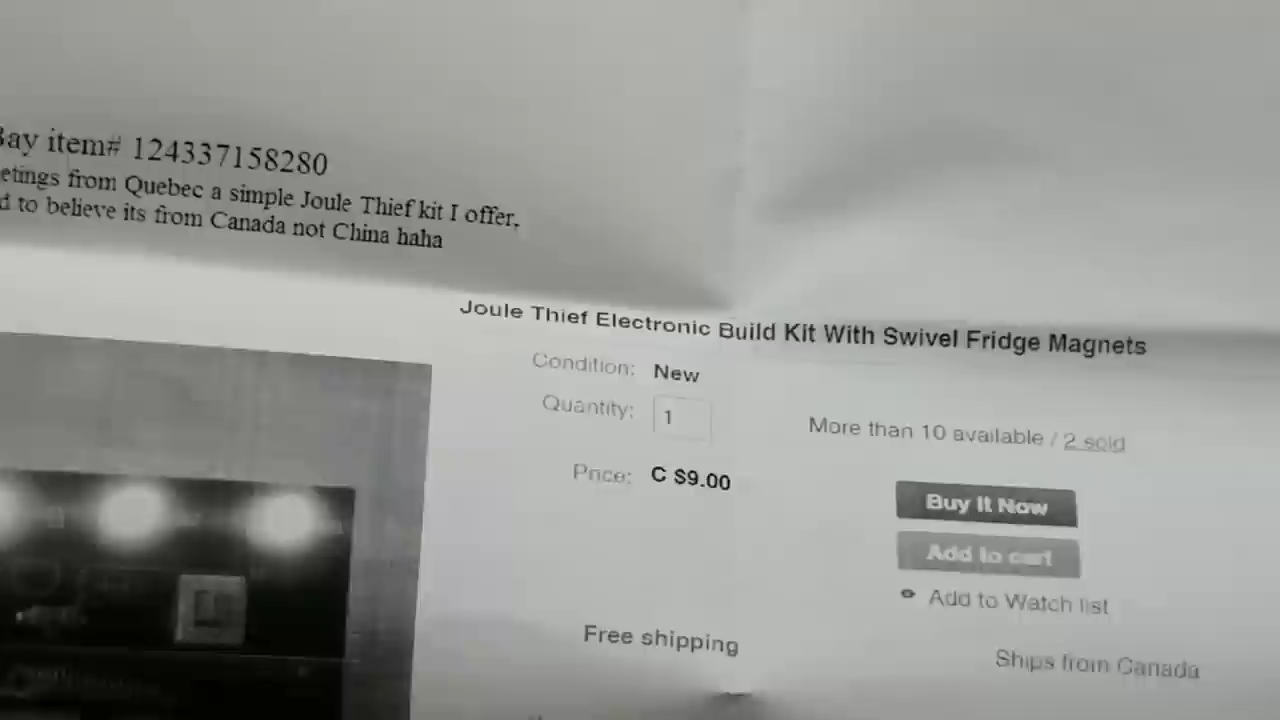 Bay item# 124337158280
etings from Quebec a simple Joule Thief kit I offer,
d to believe its from Canada not China haha
Joule Thief Electronic Build Kit With Swivel Fridge Magnets
Condition: New
Quantity: 1
More than 10 available / 2 sold
Price: C $9.00
Buy It Now
Add to cart
Add to Watch list
Free shipping
Ships from Canada